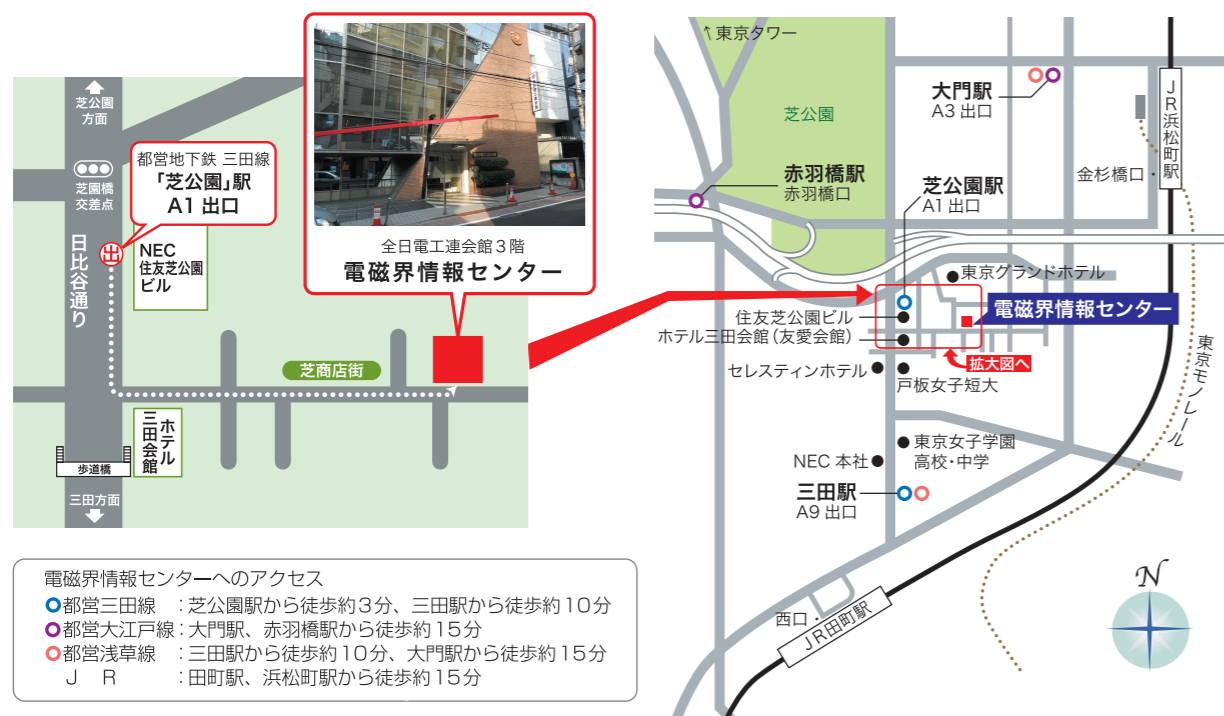 芝公園
方面
芝園橋
交差点
都営地下鉄 三田線
「芝公園」駅
A1 出口
出
NEC
住友芝公園
ビル
日比谷通り
芝商店街
ホテル
三田会館
歩道橋
三田方面
全日電工連会館3階
電磁界情報センター
東京タワー
芝公園
大門駅
A3 出口
JR浜松町駅
金杉橋口
赤羽橋駅
赤羽橋口
芝公園駅
A1 出口
東京グランドホテル
電磁界情報センター
住友芝公園ビル
ホテル三田会館(友愛会館)
拡大図へ
セレスティンホテル
戸板女子短大
東京モノレール
東京女子学園
高校・中学
NEC 本社
三田駅
A9 出口
西口
JR田町駅
N
電磁界情報センターへのアクセス
都営三田線 :芝公園駅から徒歩約3分、三田駅から徒歩約10分
都営大江戸線:大門駅、赤羽橋駅から徒歩約15分
都営浅草線 :三田駅から徒歩約10分、大門駅から徒歩約15分
J R :田町駅、浜松町駅から徒歩約15分